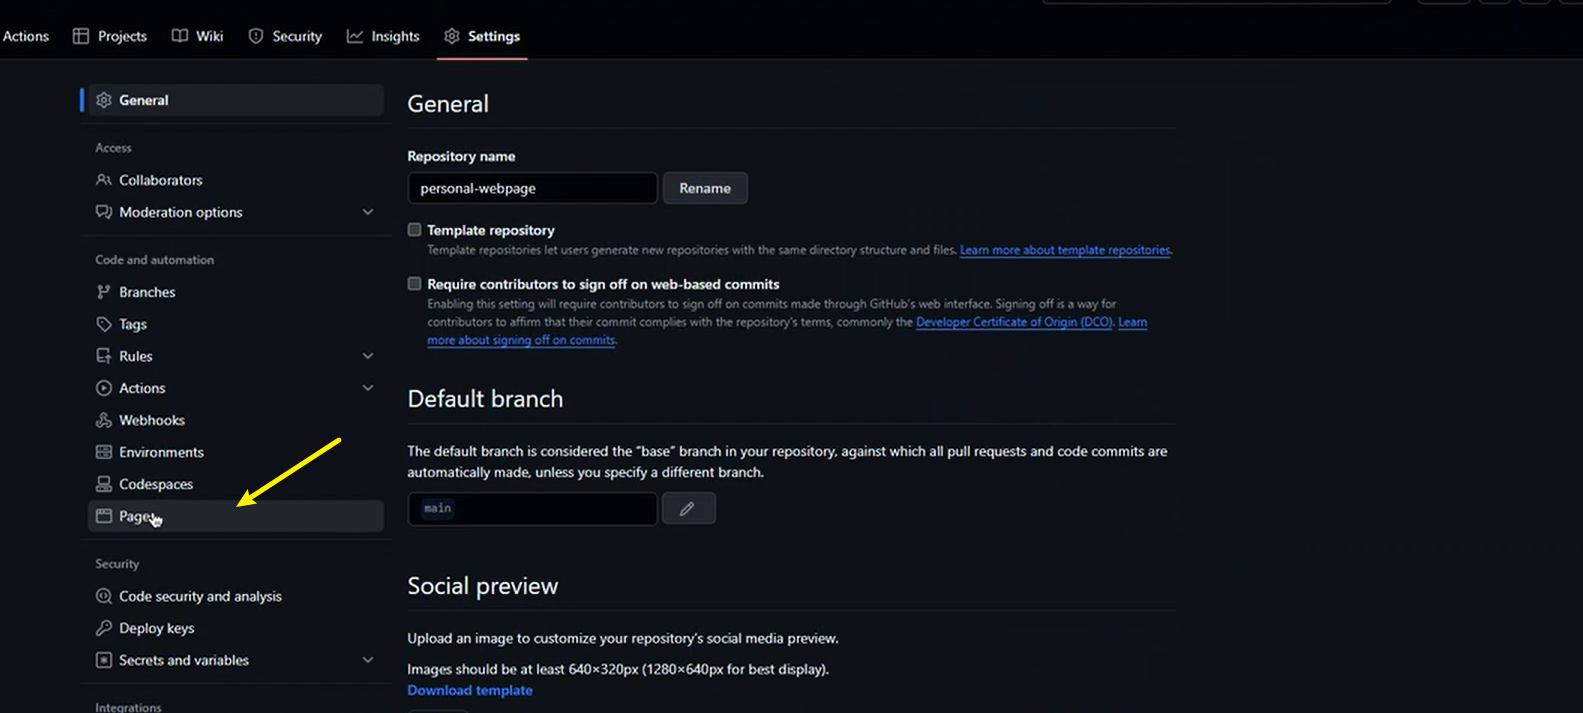 Actions Projects Wiki Security Insights Settings
General
Access
Collaborators
Moderation options
Code and automation
Branches
Tags
Rules
Actions
Webhooks
Environments
Codespaces
Security
Code security and analysis
Deploy keys
Secrets and variables
Integrations
General
Repository name
personal-webpage Rename
Template repository
Template repositories let users generate new repositories with the same directory structure and files. Learn more about template repositories.
Require contributors to sign off on web-based commits
Enabling this setting will require contributors to sign off on commits made through GitHub's web interface. Signing off is a way for
contributors to affirm that their commit complies with the repository's terms, commonly the Developer Certificate of Origin (DCO). Learn
more about signing off on commits.
Default branch
The default branch is considered the "base" branch in your repository, against which all pull requests and code commits are
automatically made, unless you specify a different branch.
main
Social preview
Upload an image to customize your repository's social media preview.
Images should be at least 640×320px (1280×640px for best display).
Download template